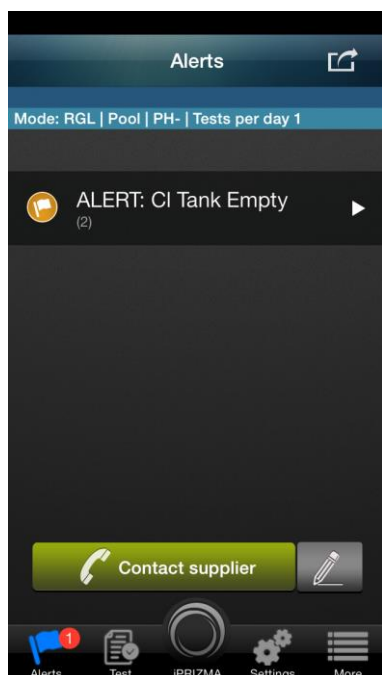 Alerts
Mode: RGL | Pool | PH- | Tests per day 1
ALERT: Cl Tank Empty
(2)
Contact supplier
1
Alerts Test iPRIZMA Settings More